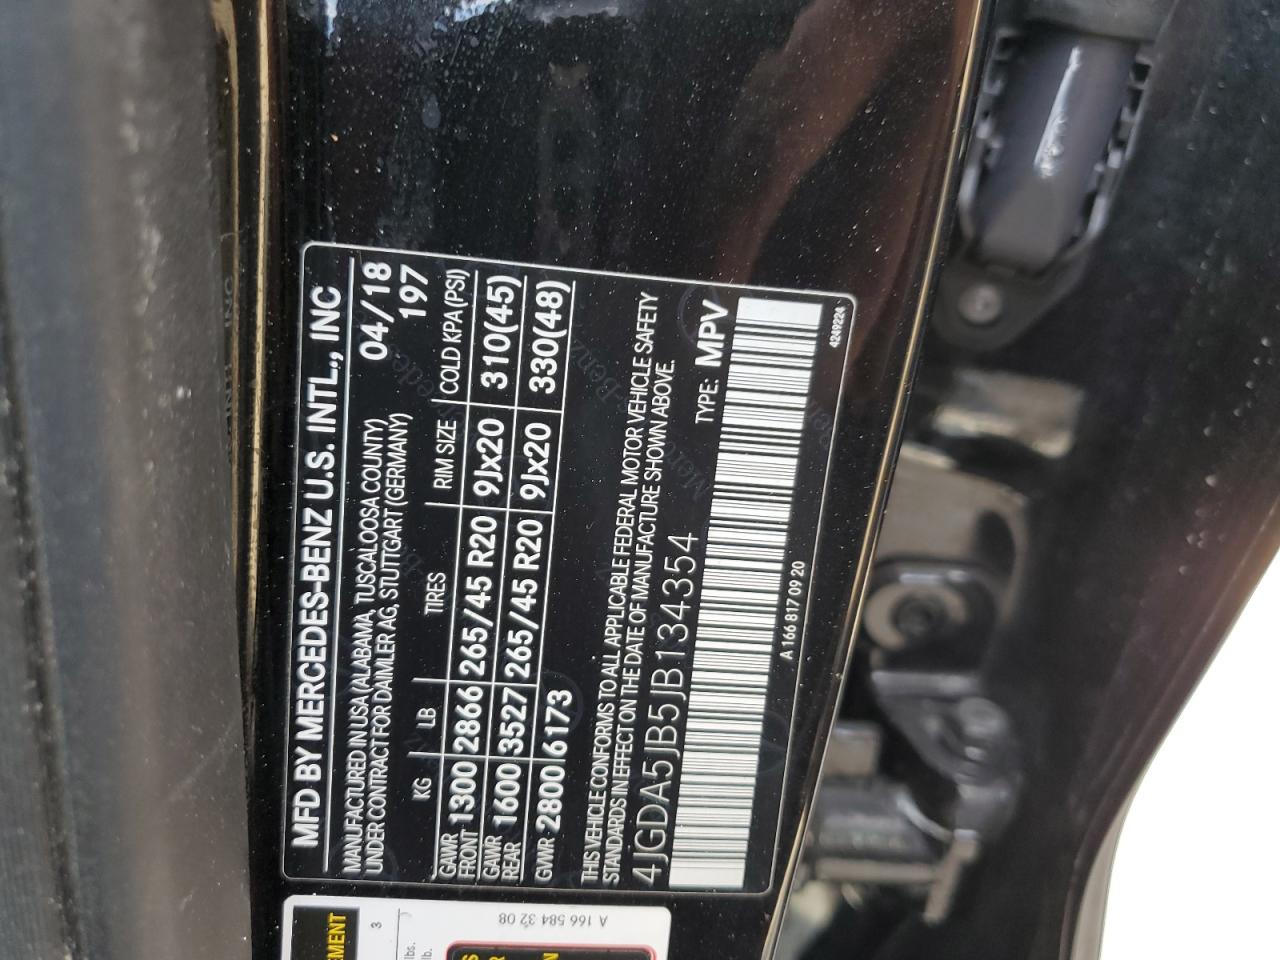 MFD BY MERCEDES-BENZ U.S. INTL., INC
MANUFACTURED IN USA (ALABAMA, TUSCALOOSA COUNTY) 04/18
UNDER CONTRACT FOR DAIMLER AG, STUTTGART (GERMANY) 197
KG LB TIRES RIM SIZE COLD KPA(PSI)
GAWR FRONT 1300 2866 265/45 R20 9Jx20 310(45)
GAWR REAR 1600 3527 265/45 R20 9Jx20 330(48)
GVWR 2800 6173
THIS VEHICLE CONFORMS TO ALL APPLICABLE FEDERAL MOTOR VEHICLE SAFETY
STANDARDS IN EFFECT ON THE DATE OF MANUFACTURE SHOWN ABOVE.
4JGDA5JB5JB134354 TYPE: MPV
A 166 817 09 20 4249224
A 166 584 32 08
3
lbs.
lb.